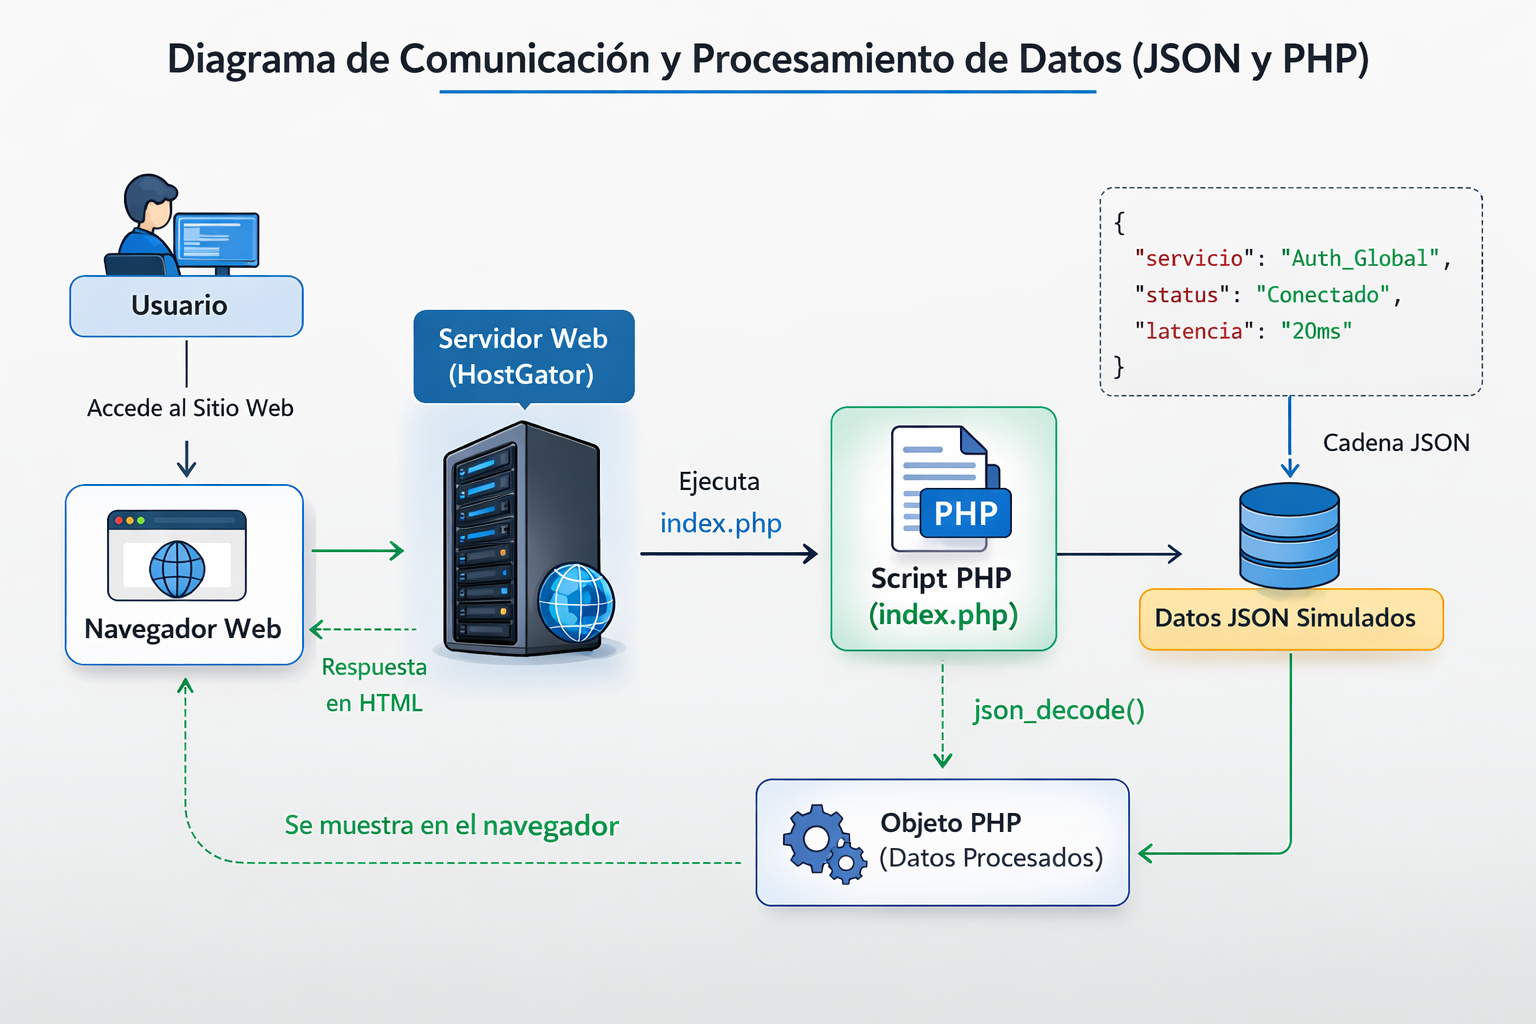 Diagrama de Comunicación y Procesamiento de Datos (JSON y PHP)
Usuario
Accede al Sitio Web
Navegador Web
Servidor Web
(HostGator)
Respuesta
en HTML
Ejecuta
index.php
PHP
Script PHP
(index.php)
{
"servicio": "Auth_Global",
"status": "Conectado",
"latencia": "20ms"
}
Cadena JSON
Datos JSON Simulados
json_decode()
Objeto PHP
(Datos Procesados)
Se muestra en el navegador